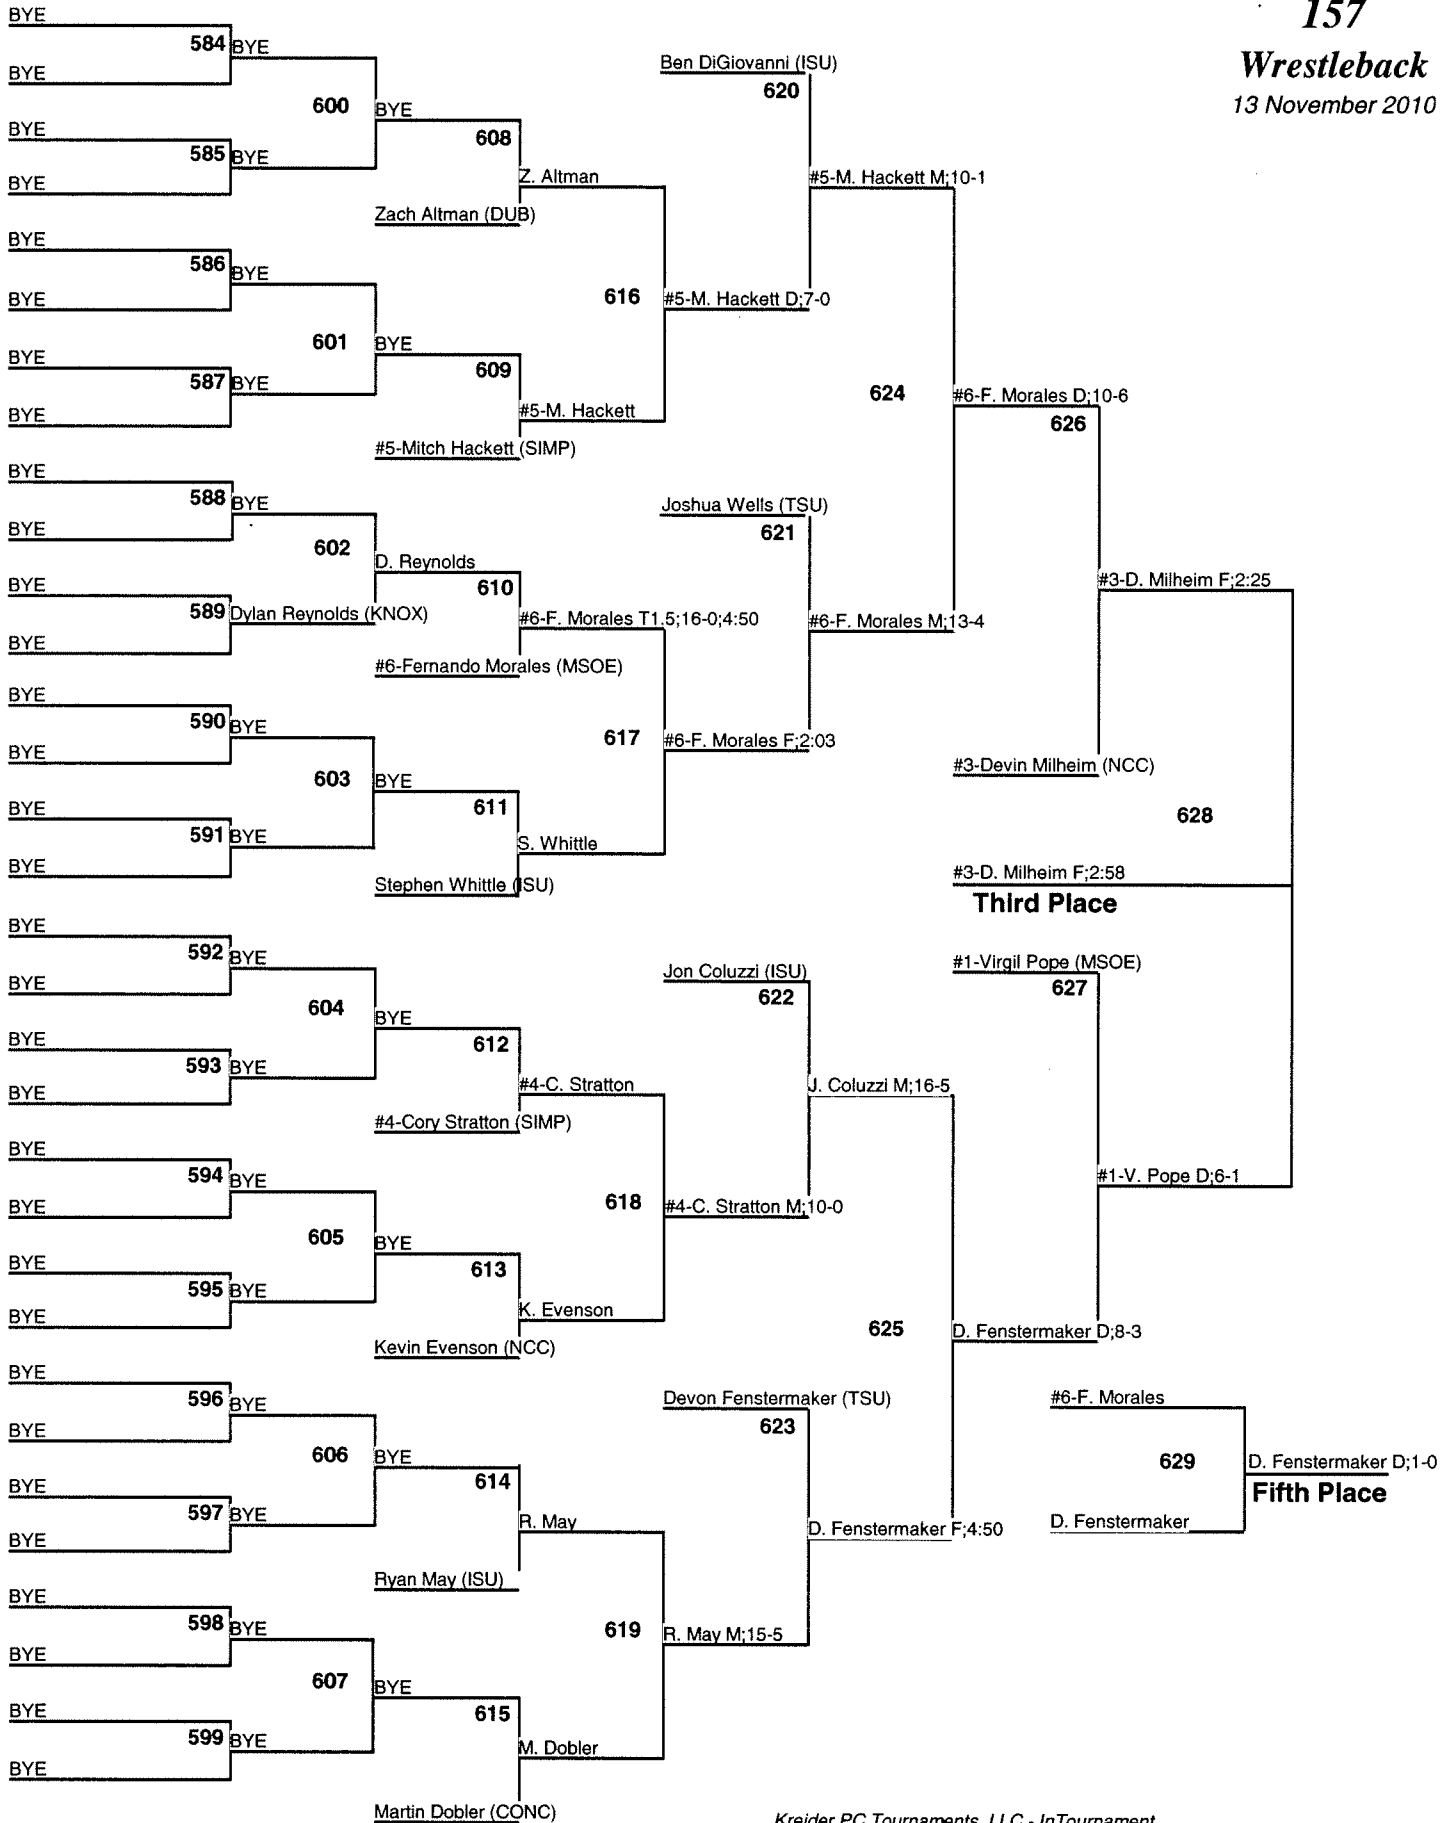 157
Wrestleback
13 November 2010
BYE
584
BYE
BYE
600
BYE
BYE
585
BYE
BYE
608
Z. Altman
Zach Altman (DUB)
BYE
586
BYE
BYE
601
BYE
BYE
587
BYE
BYE
609
#5-M. Hackett
#5-Mitch Hackett (SIMP)
616
#5-M. Hackett D;7-0
Ben DiGiovanni (ISU)
620
#5-M. Hackett M;10-1
BYE
588
BYE
BYE
602
D. Reynolds
BYE
589
Dylan Reynolds (KNOX)
BYE
610
#6-F. Morales T1.5;16-0;4:50
#6-Fernando Morales (MSOE)
BYE
590
BYE
BYE
603
BYE
BYE
591
BYE
BYE
611
S. Whittle
Stephen Whittle (ISU)
617
#6-F. Morales F;2:03
Joshua Wells (TSU)
621
#6-F. Morales M;13-4
624
#6-F. Morales D;10-6
626
#3-D. Milheim F;2:25
#3-Devin Milheim (NCC)
628
#3-D. Milheim F;2:58
Third Place
BYE
592
BYE
BYE
604
BYE
BYE
593
BYE
BYE
612
#4-C. Stratton
#4-Cory Stratton (SIMP)
BYE
594
BYE
BYE
605
BYE
BYE
595
BYE
BYE
613
K. Evenson
Kevin Evenson (NCC)
618
#4-C. Stratton M;10-0
Jon Coluzzi (ISU)
622
J. Coluzzi M;16-5
#1-Virgil Pope (MSOE)
627
#1-V. Pope D;6-1
625
D. Fenstermaker D;8-3
BYE
596
BYE
BYE
606
BYE
BYE
597
BYE
BYE
614
R. May
Ryan May (ISU)
BYE
598
BYE
BYE
607
BYE
BYE
599
BYE
BYE
615
M. Dobler
Martin Dobler (CONC)
619
R. May M;15-5
Devon Fenstermaker (TSU)
623
D. Fenstermaker F;4:50
#6-F. Morales
629
D. Fenstermaker D;1-0
Fifth Place
D. Fenstermaker
Kreider PC Tournaments, LLC - InTournament